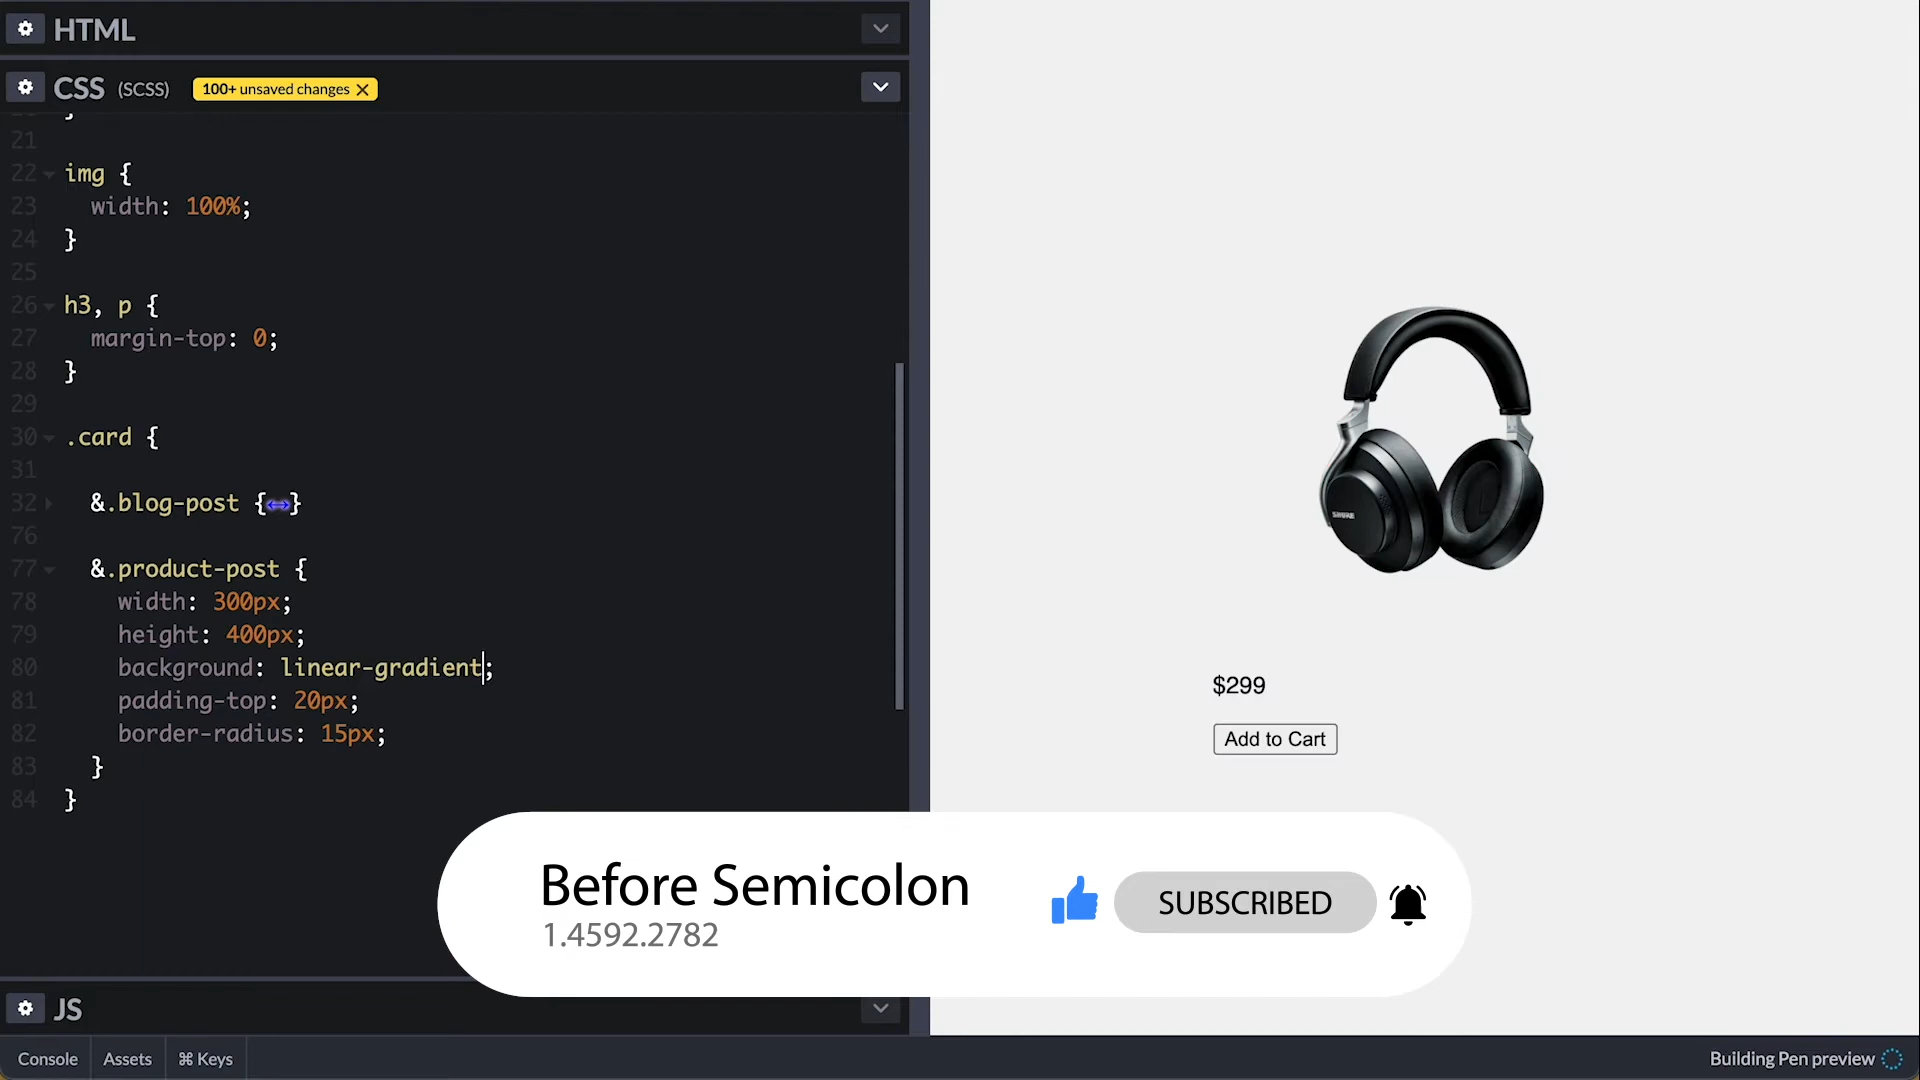 HTML
CSS (SCSS) 100+ unsaved changes
}
21
22 img {
23 width: 100%;
24 }
25
26 h3, p {
27 margin-top: 0;
28 }
29
30 .card {
31
32 &.blog-post {↔}
76
77 &.product-post {
78 width: 300px;
79 height: 400px;
80 background: linear-gradient;
81 padding-top: 20px;
82 border-radius: 15px;
83 }
84 }
SHURE
$299
Add to Cart
Before Semicolon
1.4592.2782
SUBSCRIBED
JS
Console Assets ⌘ Keys
Building Pen preview